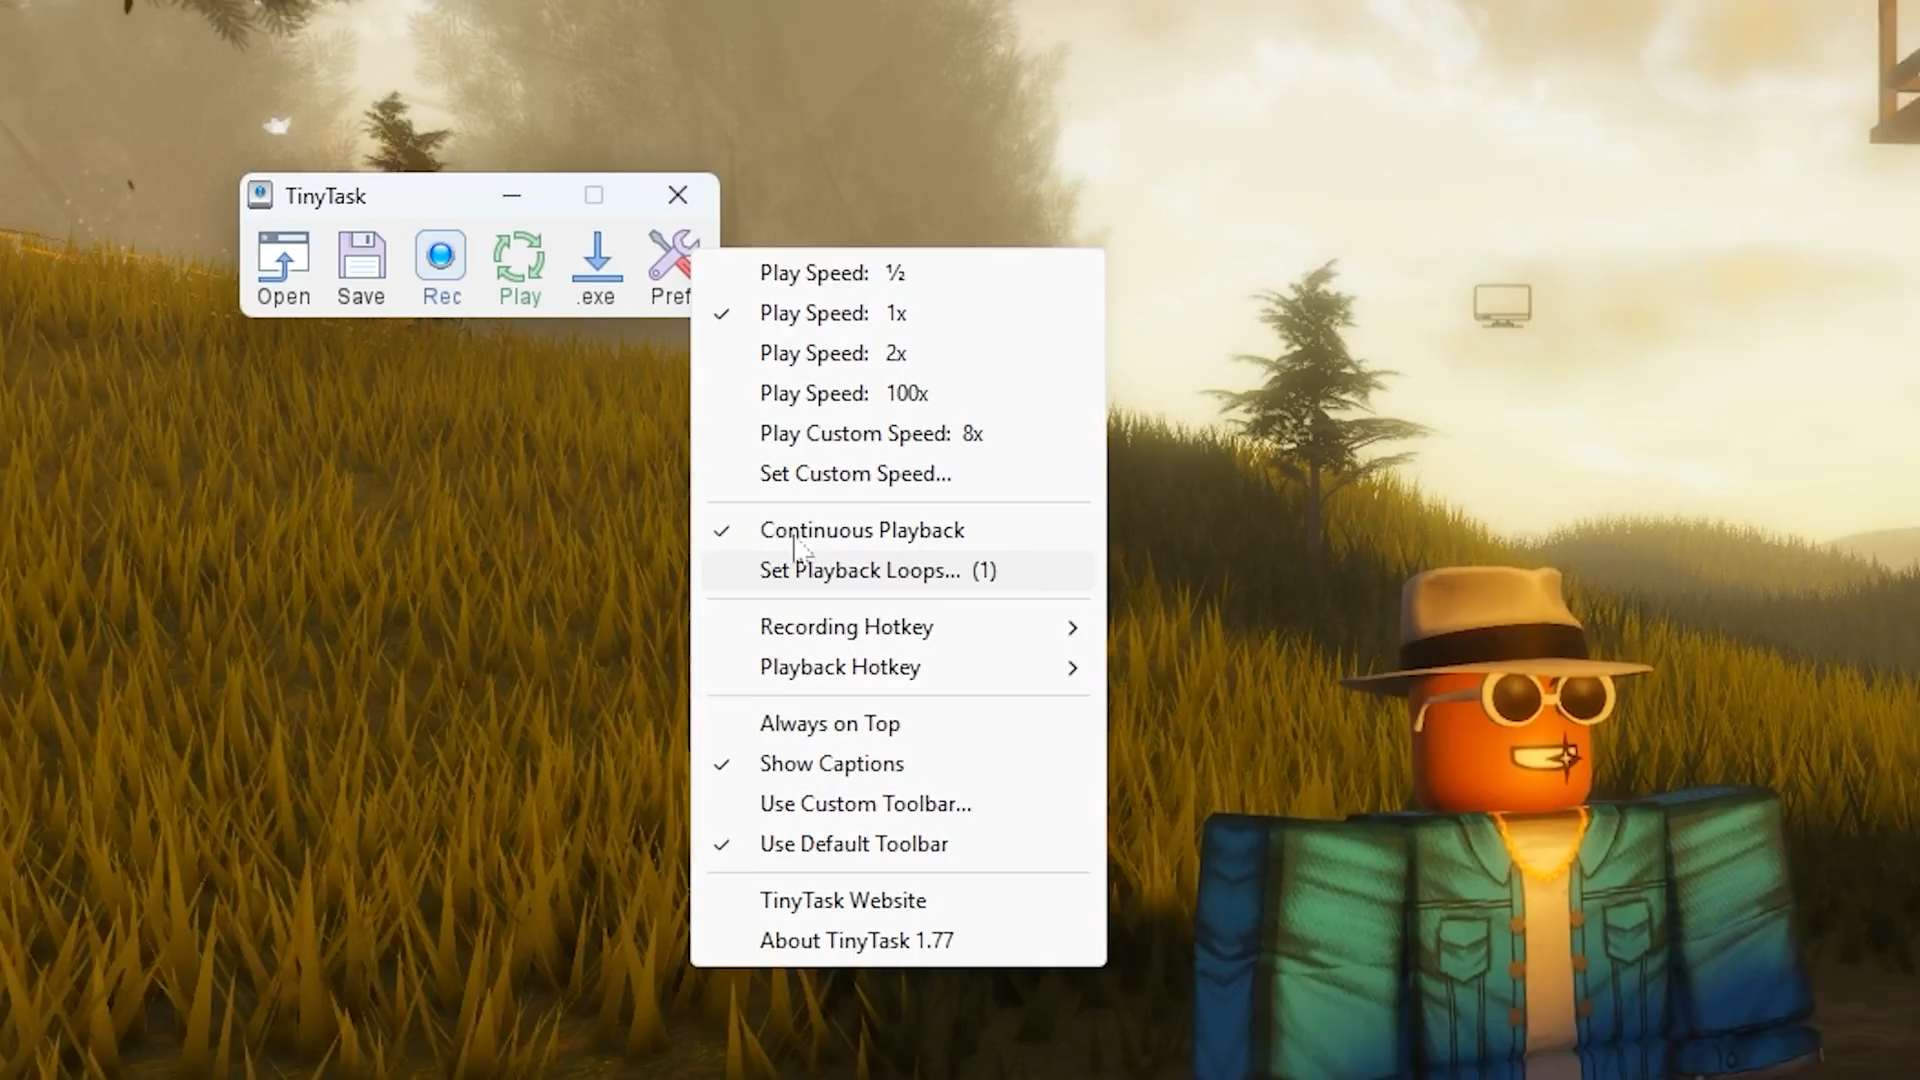 TinyTask
Open Save Rec Play .exe Pref
Play Speed: ½
Play Speed: 1x
Play Speed: 2x
Play Speed: 100x
Play Custom Speed: 8x
Set Custom Speed...
Continuous Playback
Set Playback Loops... (1)
Recording Hotkey
Playback Hotkey
Always on Top
Show Captions
Use Custom Toolbar...
Use Default Toolbar
TinyTask Website
About TinyTask 1.77